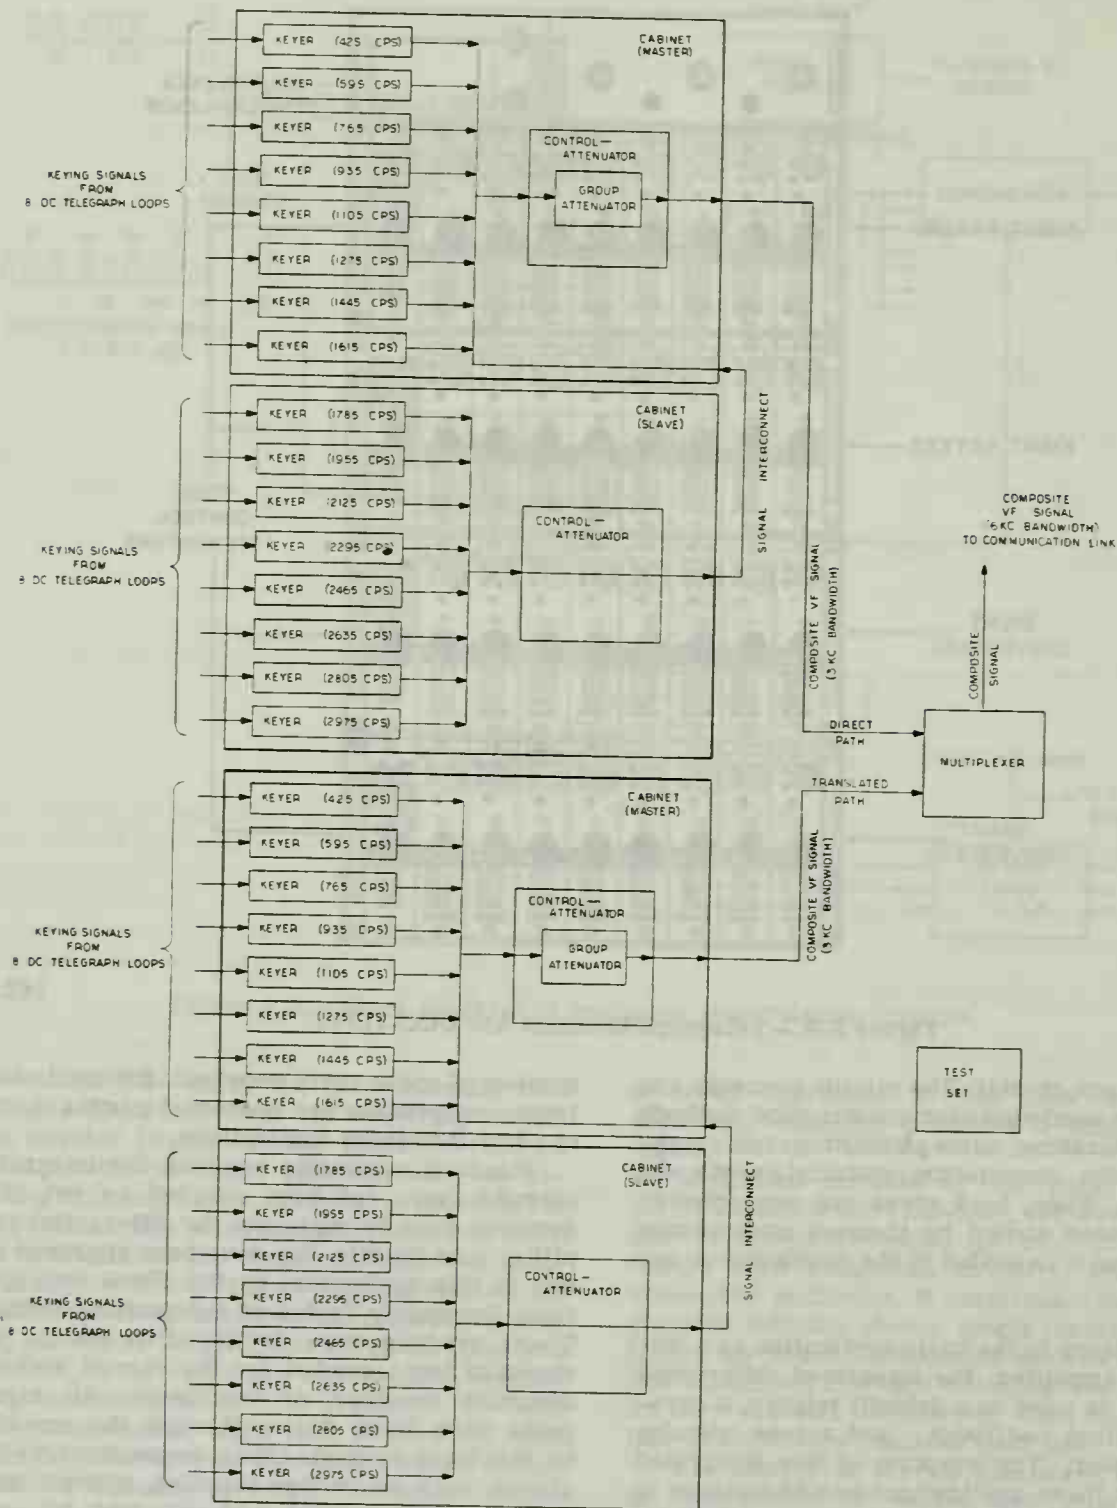 CABINET
(MASTER)
KEYER (425 CPS)
KEYER (595 CPS)
KEYER (765 CPS)
KEYER (935 CPS)
KEYER (1105 CPS)
KEYER (1275 CPS)
KEYER (1445 CPS)
KEYER (1615 CPS)
KEYING SIGNALS
FROM
8 DC TELEGRAPH LOOPS
CONTROL—
ATTENUATOR
GROUP
ATTENUATOR
CABINET
(SLAVE)
KEYER (1785 CPS)
KEYER (1955 CPS)
KEYER (2125 CPS)
KEYER (2295 CPS)
KEYER (2465 CPS)
KEYER (2635 CPS)
KEYER (2805 CPS)
KEYER (2975 CPS)
KEYING SIGNALS
FROM
8 DC TELEGRAPH LOOPS
CONTROL—
ATTENUATOR
SIGNAL INTERCONNECT
COMPOSITE VF SIGNAL
(3 KC BANDWIDTH)
COMPOSITE
VF SIGNAL
(6 KC BANDWIDTH)
TO COMMUNICATION LINK
COMPOSITE
SIGNAL
DIRECT
PATH
MULTIPLEXER
TRANSLATED
PATH
CABINET
(MASTER)
KEYER (425 CPS)
KEYER (595 CPS)
KEYER (765 CPS)
KEYER (935 CPS)
KEYER (1105 CPS)
KEYER (1275 CPS)
KEYER (1445 CPS)
KEYER (1615 CPS)
KEYING SIGNALS
FROM
8 DC TELEGRAPH LOOPS
CONTROL—
ATTENUATOR
GROUP
ATTENUATOR
COMPOSITE VF SIGNAL
(3 KC BANDWIDTH)
TEST
SET
CABINET
(SLAVE)
KEYER (1785 CPS)
KEYER (1955 CPS)
KEYER (2125 CPS)
KEYER (2295 CPS)
KEYER (2465 CPS)
KEYER (2635 CPS)
KEYER (2805 CPS)
KEYER (2975 CPS)
KEYING SIGNALS
FROM
8 DC TELEGRAPH LOOPS
CONTROL—
ATTENUATOR
SIGNAL INTERCONNECT